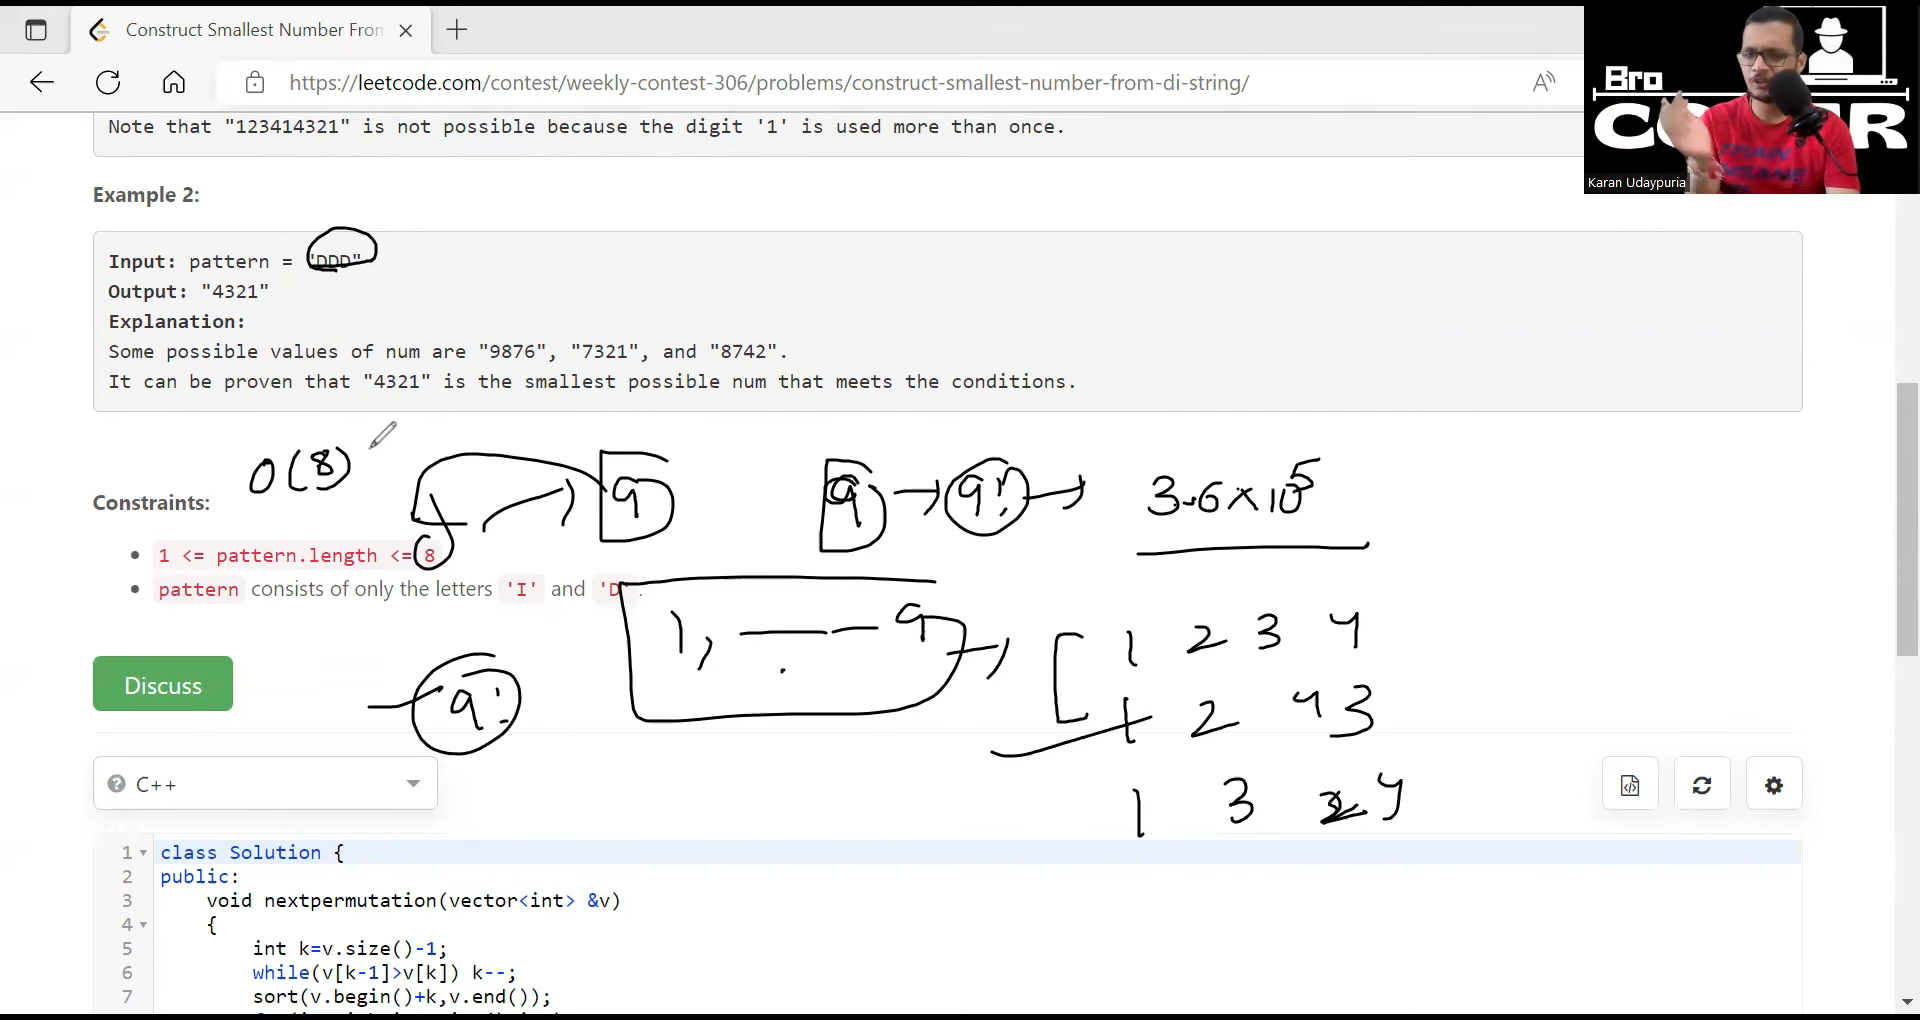 Construct Smallest Number Fron
https://leetcode.com/contest/weekly-contest-306/problems/construct-smallest-number-from-di-string/
Bro
CODER
Karan Udaypuria
Note that "123414321" is not possible because the digit '1' is used more than once.
Example 2:
Input: pattern = "DDD"
Output: "4321"
Explanation:
Some possible values of num are "9876", "7321", and "8742".
It can be proven that "4321" is the smallest possible num that meets the conditions.
O(8)
9
9 → 9! → 3.6×10^5
Constraints:
1 <= pattern.length <= 8
pattern consists of only the letters 'I' and 'D'.
1, — — 9 → 1 2 3 4
1 2 4 3
1 3 2 4
9!
Discuss
C++
1 class Solution {
2 public:
3 void nextpermutation(vector<int> &v)
4 {
5 int k=v.size()-1;
6 while(v[k-1]>v[k]) k--;
7 sort(v.begin()+k,v.end());